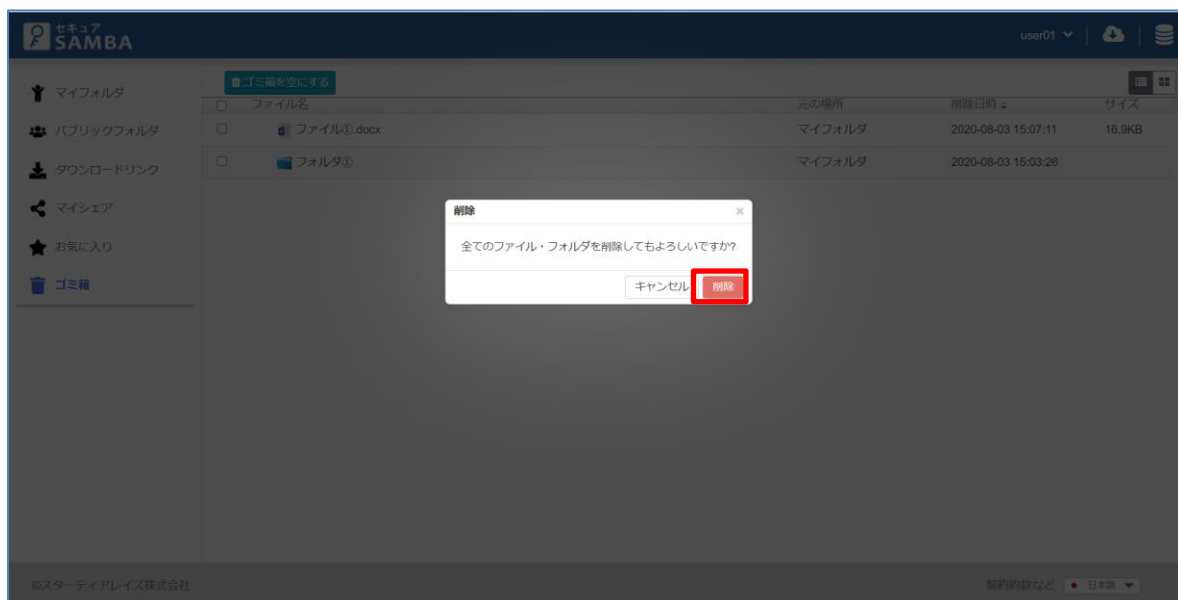 セキュア
SAMBA
user01
マイフォルダ
パブリックフォルダ
ダウンロードリンク
マイシェア
お気に入り
ゴミ箱
ゴミ箱を空にする
ファイル名 元の場所 削除日時 サイズ
ファイル①.docx マイフォルダ 2020-08-03 15:07:11 16.9KB
フォルダ① マイフォルダ 2020-08-03 15:03:26
削除 ×
全てのファイル・フォルダを削除してもよろしいですか?
キャンセル 削除
©スターティアレイズ株式会社
契約約款など 日本語